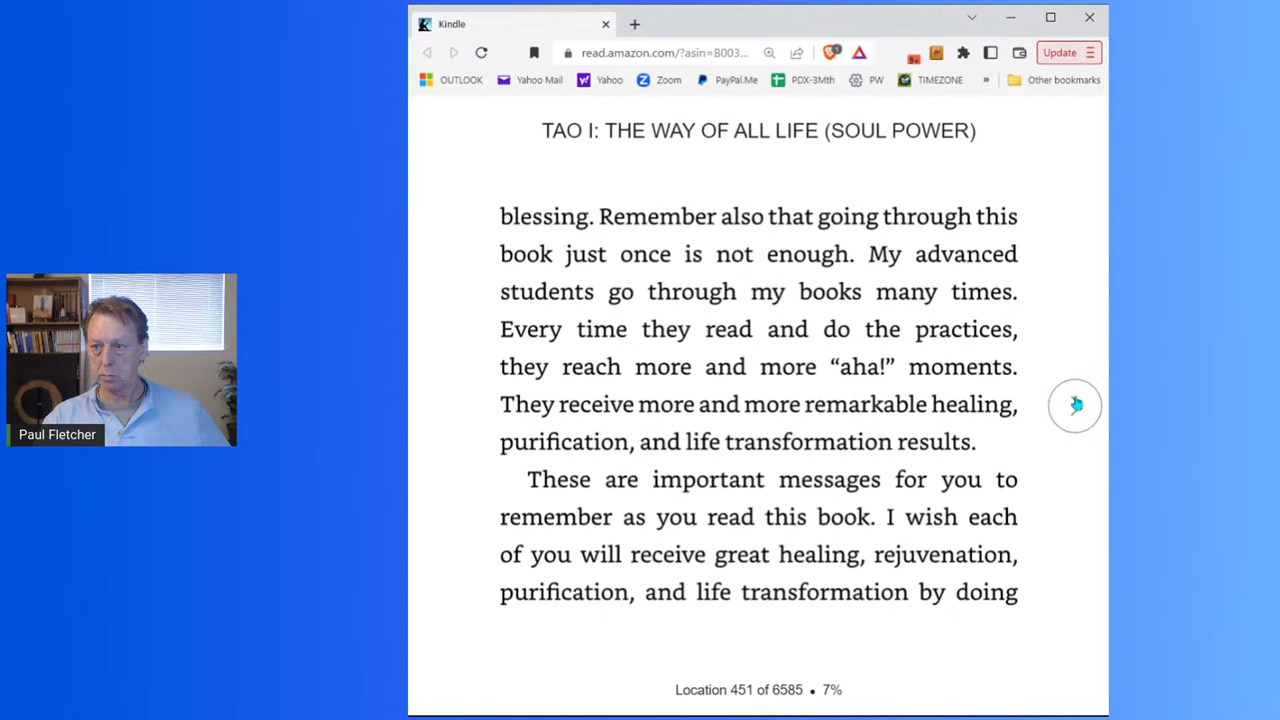 Kindle
read.amazon.com/?asin=B003...
9+
Update
OUTLOOK
Yahoo Mail
Yahoo
Zoom
PayPal.Me
PDX-3Mth
PW
TIMEZONE
»
Other bookmarks
TAO I: THE WAY OF ALL LIFE (SOUL POWER)
blessing. Remember also that going through this
book just once is not enough. My advanced
students go through my books many times.
Every time they read and do the practices,
they reach more and more “aha!” moments.
They receive more and more remarkable healing,
purification, and life transformation results.
These are important messages for you to
remember as you read this book. I wish each
of you will receive great healing, rejuvenation,
purification, and life transformation by doing
Location 451 of 6585 • 7%
Paul Fletcher